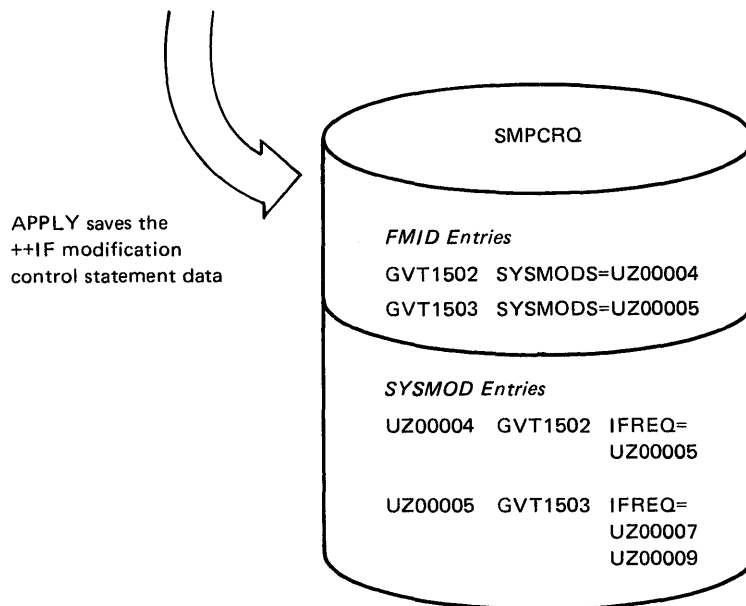 SMPCRQ
APPLY saves the
++IF modification
control statement data
FMID Entries
GVT1502 SYSMODS=UZ00004
GVT1503 SYSMODS=UZ00005
SYSMOD Entries
UZ00004 GVT1502 IFREQ=
UZ00005
UZ00005 GVT1503 IFREQ=
UZ00007
UZ00009